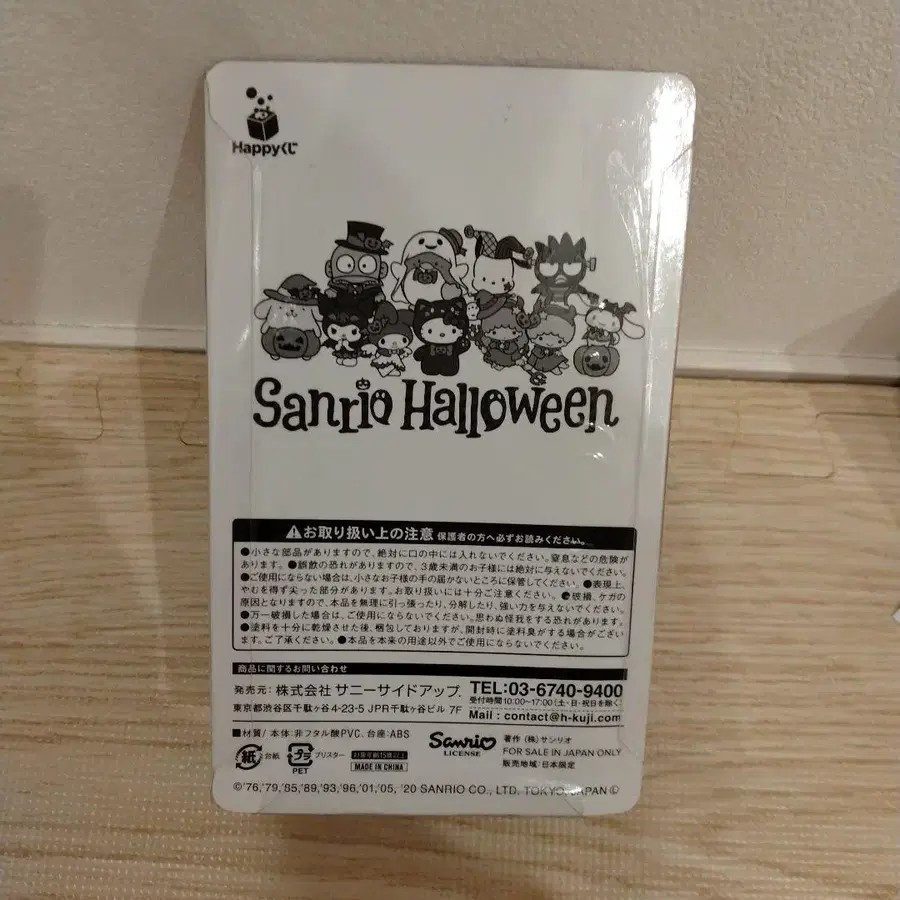 Happyくじ
Sanrio Halloween
⚠お取り扱い上の注意 保護者の方へ必ずお読みください。
●小さな部品がありますので、絶対に口の中には入れないでください。窒息などの危険が
あります。●誤飲の恐れがありますので、3歳未満のお子様には絶対に与えないでください。
●ご使用にならない場合は、小さなお子様の手の届かないところに保管してください。●表現上、
やむを得ず尖った部分があります。お取り扱いには十分ご注意ください。●破損、ケガの
原因となりますので、本品を無理に引っ張ったり、分解したり、強い力を与えないでください。
●万一破損した場合は、ご使用にならないでください。思わぬ怪我をする恐れがあります。
●塗料を十分に乾燥させた後、梱包しておりますが、開封時に塗料臭がする場合がござい
ます。ご了承ください。●本品を本来の用途以外でご使用にならないでください。
商品に関するお問い合わせ
発売元：株式会社 サニーサイドアップ
TEL:03-6740-9400
受付時間10:00~17:00(土・日・祝日を除く)
東京都渋谷区千駄ヶ谷4-23-5 JPR千駄ヶ谷ビル 7F
Mail : contact@h-kuji.com
■材質/本体:非フタル酸PVC、台座:ABS
紙 台紙
プラ ブリスター
PET
対象年齢15歳以上
MADE IN CHINA
Sanrio
LICENSE
著作 (株)サンリオ
FOR SALE IN JAPAN ONLY
販売地域:日本限定
©'76,'79,'85,'89,'93,'96,'01,'05, '20 SANRIO CO., LTD. TOKYO, JAPAN Ⓛ